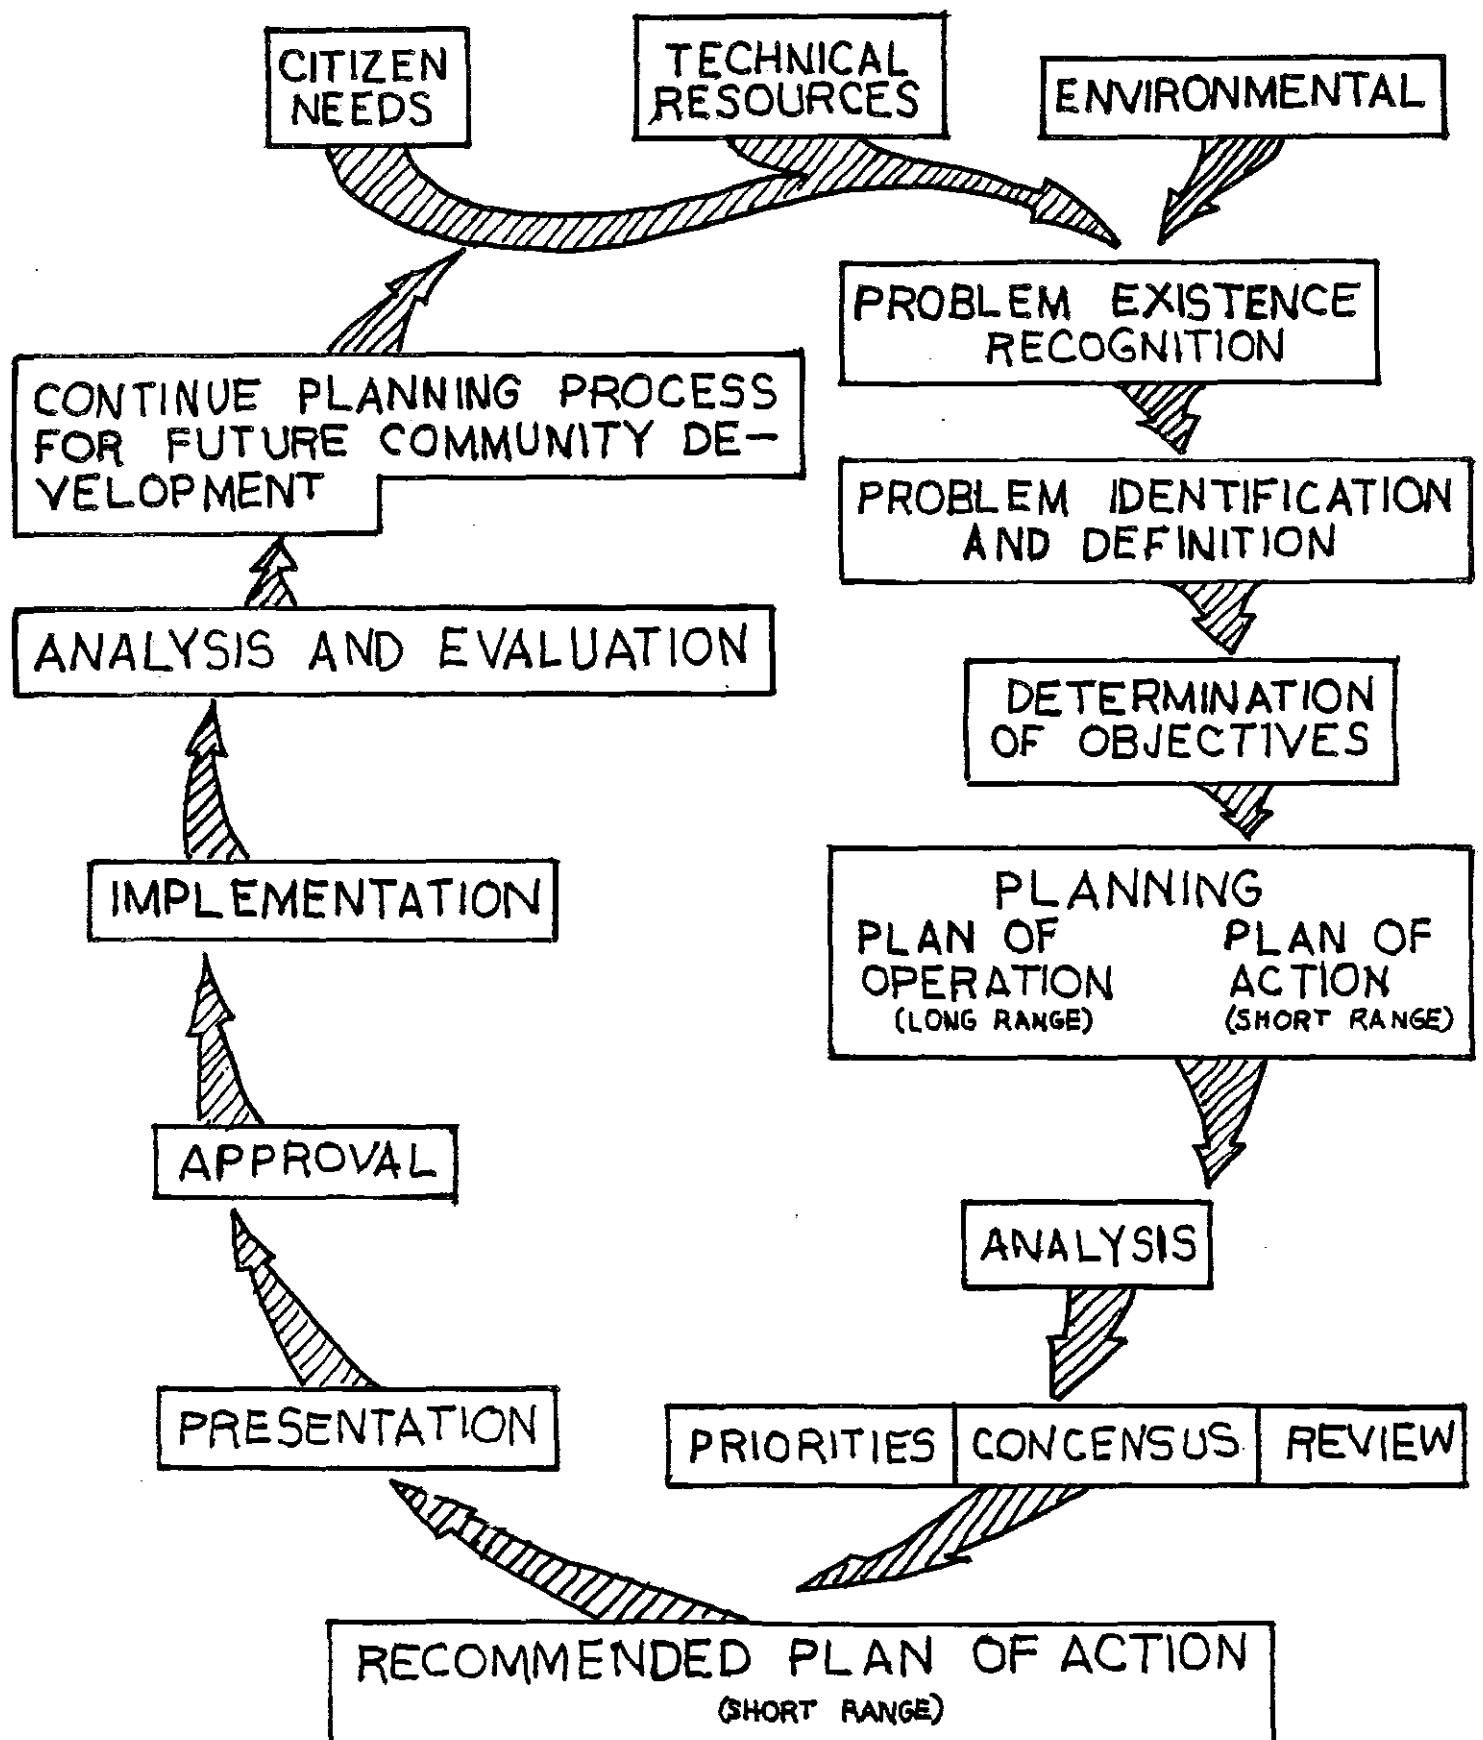 CITIZEN
NEEDS
TECHNICAL
RESOURCES
ENVIRONMENTAL
PROBLEM EXISTENCE
RECOGNITION
PROBLEM IDENTIFICATION
AND DEFINITION
DETERMINATION
OF OBJECTIVES
PLANNING
PLAN OF
OPERATION
(LONG RANGE)
PLAN OF
ACTION
(SHORT RANGE)
ANALYSIS
PRIORITIES
CONCENSUS
REVIEW
RECOMMENDED PLAN OF ACTION
(SHORT RANGE)
PRESENTATION
APPROVAL
IMPLEMENTATION
ANALYSIS AND EVALUATION
CONTINUE PLANNING PROCESS
FOR FUTURE COMMUNITY DE-
VELOPMENT